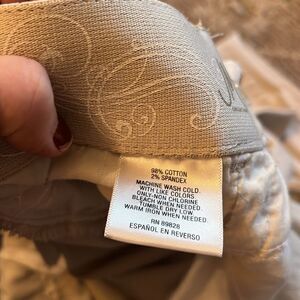 98% COTTON
2% SPANDEX
MACHINE WASH COLD
WITH LIKE COLORS
ONLY-NON CHLORINE
BLEACH WHEN NEEDED.
TUMBLE DRY LOW
WARM IRON WHEN NEEDED.
RN 89828
ESPAÑOL EN REVERSO